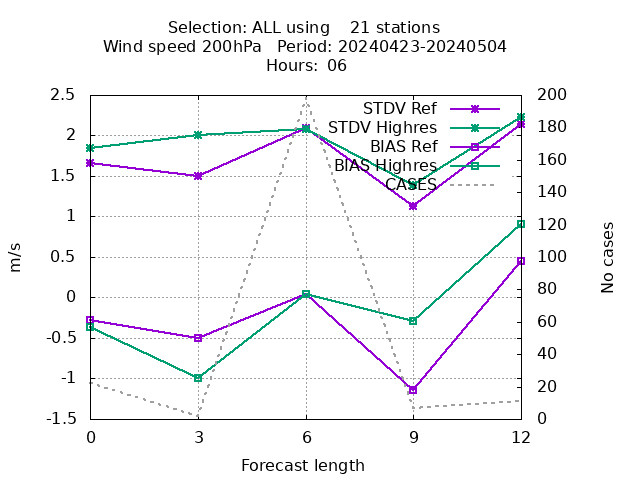 Selection: ALL using    21 stations
Wind speed 200hPa   Period: 20240423-20240504
Hours: 06
2.5
2
1.5
1
0.5
0
-0.5
-1
-1.5
200
180
160
140
120
100
80
60
40
20
0
STDV Ref
STDV Highres
BIAS Ref
BIAS Highres
CASES
m/s
No cases
0
3
6
9
12
Forecast length